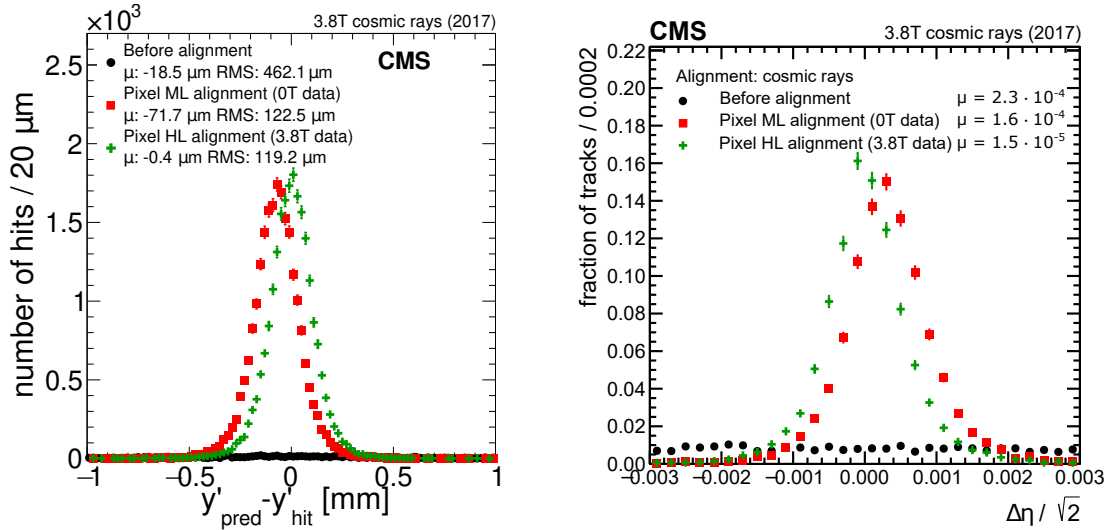 ×10³
3.8T cosmic rays (2017)
CMS
Before alignment
μ: -18.5 μm RMS: 462.1 μm
Pixel ML alignment (0T data)
μ: -71.7 μm RMS: 122.5 μm
Pixel HL alignment (3.8T data)
μ: -0.4 μm RMS: 119.2 μm
number of hits / 20 μm
2.5
2
1.5
1
0.5
0
−1 −0.5 0 0.5 1
y'pred-y'hit [mm]
CMS
3.8T cosmic rays (2017)
Alignment: cosmic rays
Before alignment μ = 2.3 · 10⁻⁴
Pixel ML alignment (0T data) μ = 1.6 · 10⁻⁴
Pixel HL alignment (3.8T data) μ = 1.5 · 10⁻⁵
fraction of tracks / 0.0002
0.22
0.20
0.18
0.16
0.14
0.12
0.10
0.08
0.06
0.04
0.02
0.00
−0.003 −0.002 −0.001 0.000 0.001 0.002 0.003
Δη / √2